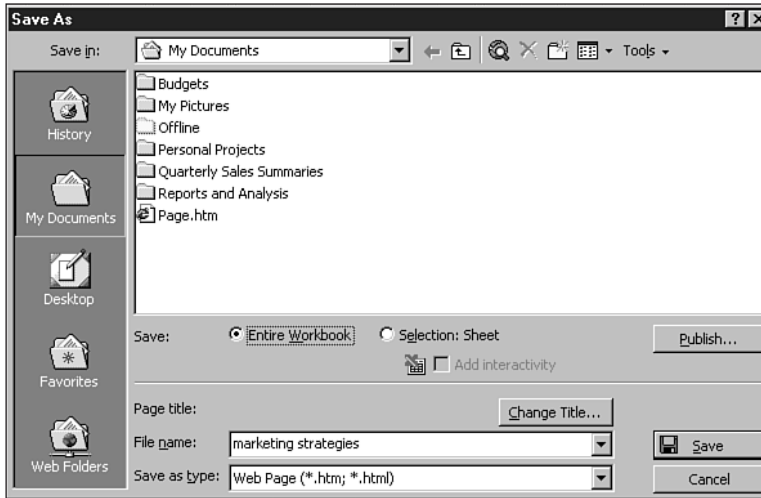 Save As
Save in: My Documents Tools
History
My Documents
Desktop
Favorites
Web Folders
Budgets
My Pictures
Offline
Personal Projects
Quarterly Sales Summaries
Reports and Analysis
Page.htm
Save: Entire Workbook Selection: Sheet Publish...
Add interactivity
Page title: Change Title...
File name: marketing strategies Save
Save as type: Web Page (*.htm; *.html) Cancel